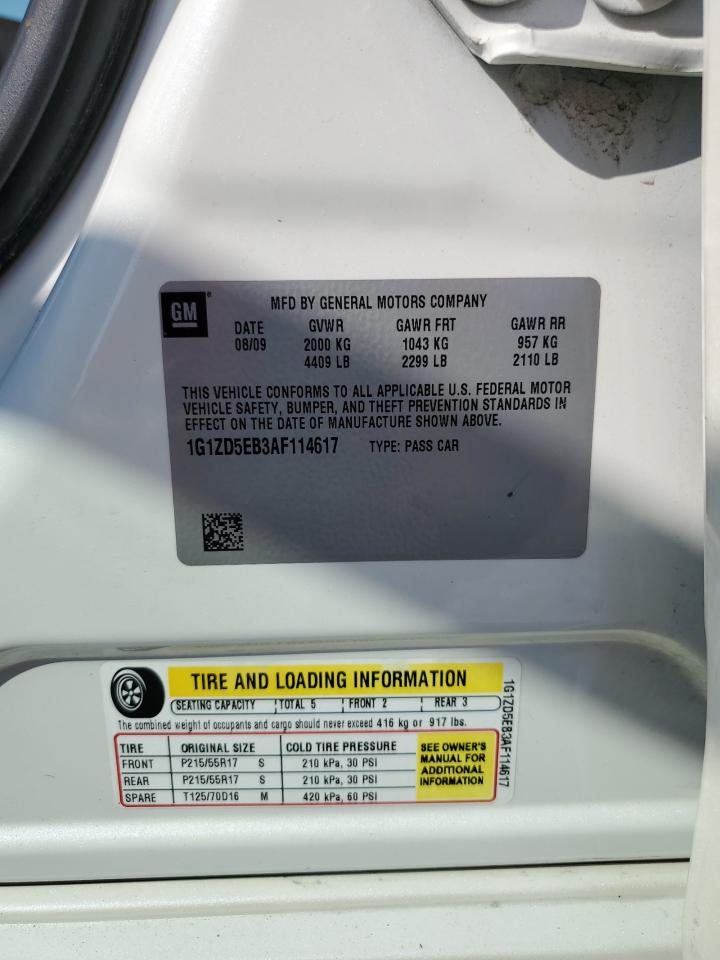 GM®
MFD BY GENERAL MOTORS COMPANY
DATE GVWR GAWR FRT GAWR RR
08/09 2000 KG 1043 KG 957 KG
4409 LB 2299 LB 2110 LB
THIS VEHICLE CONFORMS TO ALL APPLICABLE U.S. FEDERAL MOTOR
VEHICLE SAFETY, BUMPER, AND THEFT PREVENTION STANDARDS IN
EFFECT ON THE DATE OF MANUFACTURE SHOWN ABOVE.
1G1ZD5EB3AF114617 TYPE: PASS CAR
TIRE AND LOADING INFORMATION
SEATING CAPACITY TOTAL 5 FRONT 2 REAR 3
The combined weight of occupants and cargo should never exceed 416 kg or 917 lbs.
TIRE ORIGINAL SIZE COLD TIRE PRESSURE
FRONT P215/55R17 S 210 kPa, 30 PSI
REAR P215/55R17 S 210 kPa, 30 PSI
SPARE T125/70D16 M 420 kPa, 60 PSI
SEE OWNER'S
MANUAL FOR
ADDITIONAL
INFORMATION
1G1ZD5EB3AF114617